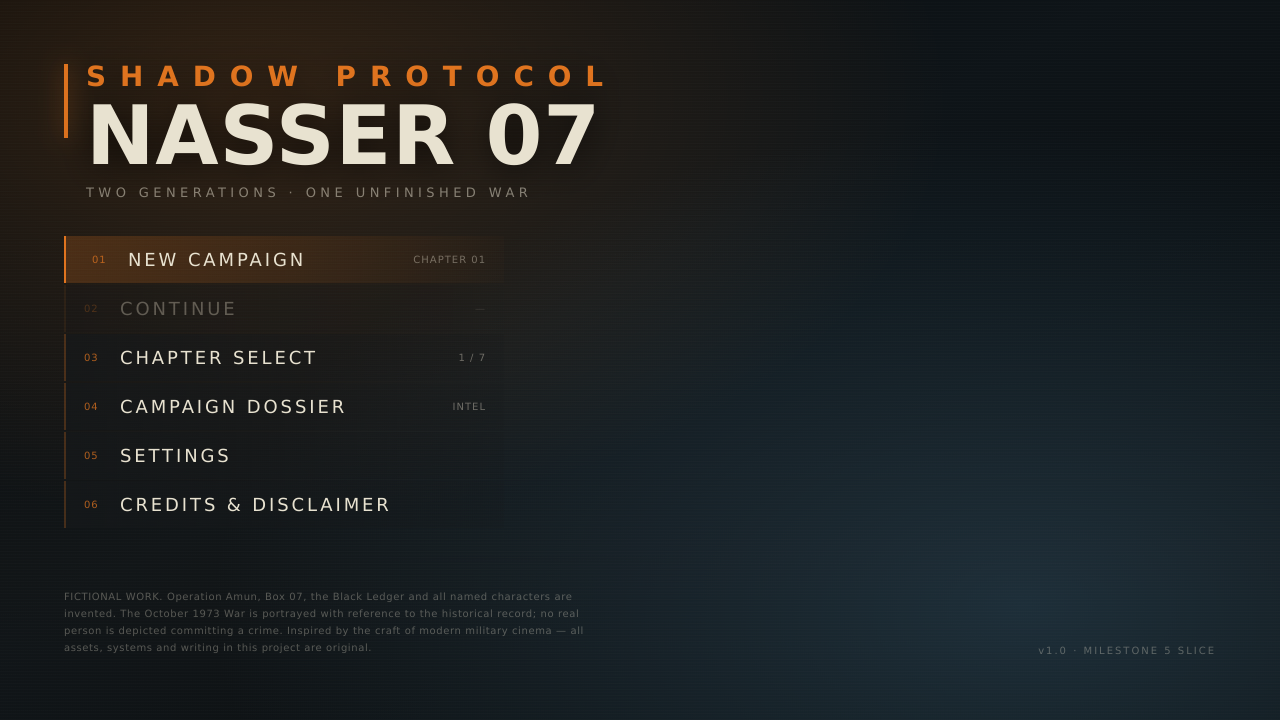 SHADOW PROTOCOL
NASSER 07
TWO GENERATIONS · ONE UNFINISHED WAR
01 NEW CAMPAIGN CHAPTER 01
02 CONTINUE —
03 CHAPTER SELECT 1 / 7
04 CAMPAIGN DOSSIER INTEL
05 SETTINGS
06 CREDITS & DISCLAIMER
FICTIONAL WORK. Operation Amun, Box 07, the Black Ledger and all named characters are
invented. The October 1973 War is portrayed with reference to the historical record; no real
person is depicted committing a crime. Inspired by the craft of modern military cinema — all
assets, systems and writing in this project are original.
v1.0 · MILESTONE 5 SLICE